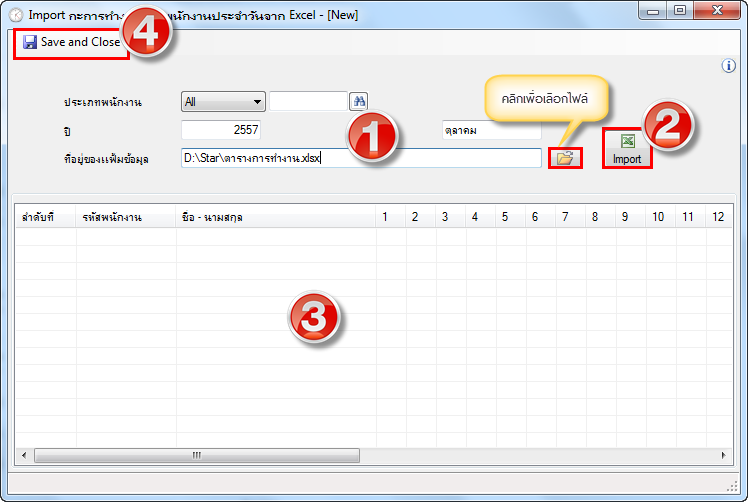 Import กะการทำงา พนักงานประจำวันจาก Excel - [New]
4
Save and Close
ประเภทพนักงาน All
คลิกเพื่อเลือกไฟล์
ปี 2557 ตุลาคม
1
2
ที่อยู่ของแฟ้มข้อมูล D:\Star\ตารางการทำงาน.xlsx Import
ลำดับที่ รหัสพนักงาน ชื่อ - นามสกุล 1 2 3 4 5 6 7 8 9 10 11 12
3